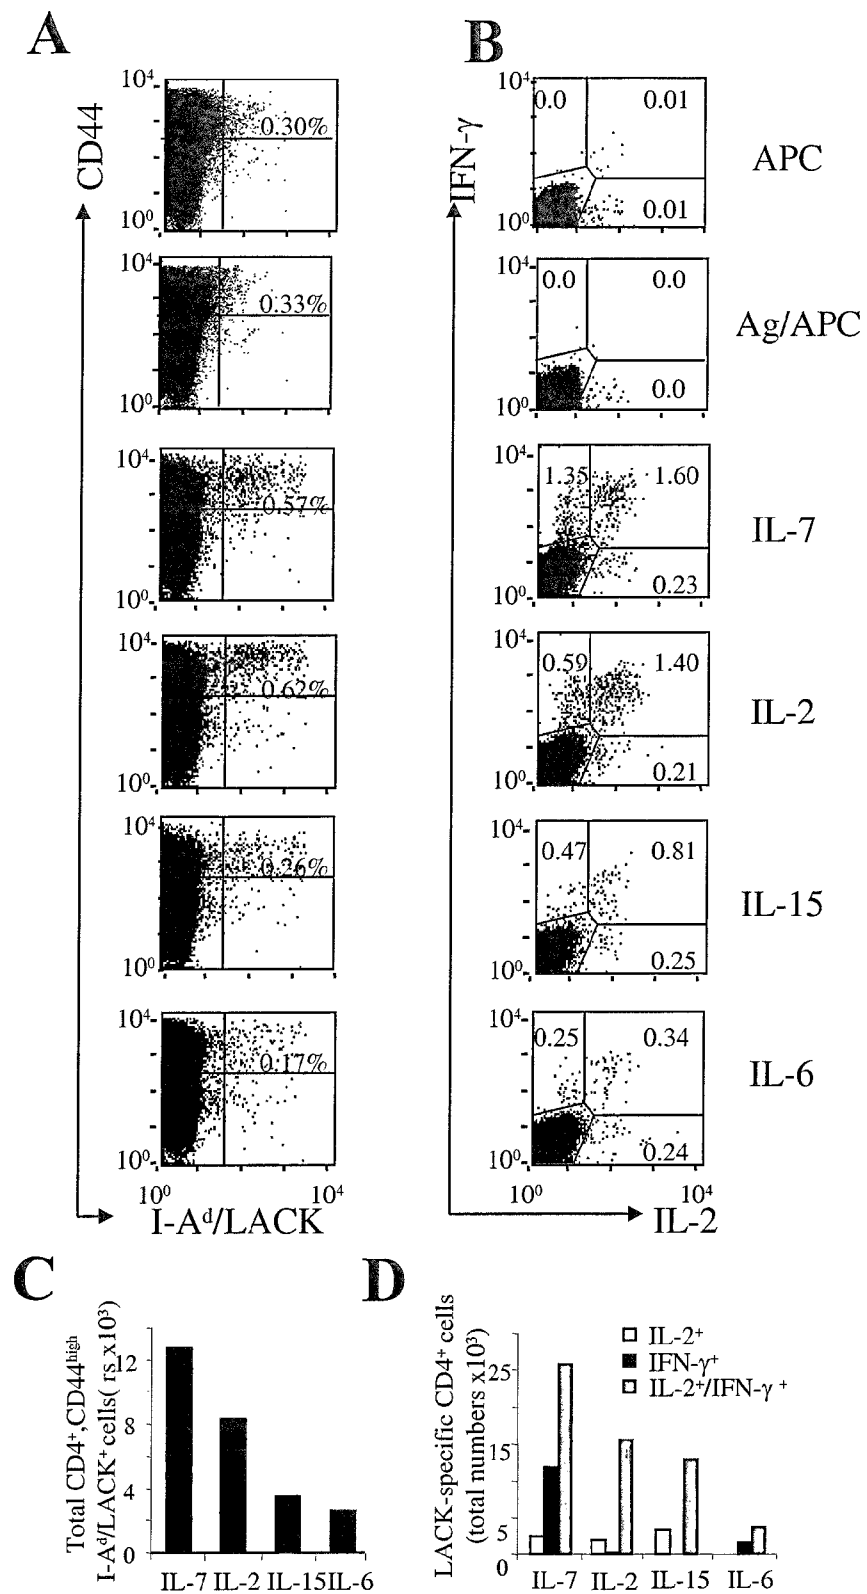 A B
CD44
IFN-γ
10⁴ 0.30% 10⁰
10⁴ 0.0 0.01 0.01 10⁰ APC
10⁴ 0.33% 10⁰
10⁴ 0.0 0.0 0.0 10⁰ Ag/APC
10⁴ 0.57% 10⁰
10⁴ 1.35 1.60 0.23 10⁰ IL-7
10⁴ 0.62% 10⁰
10⁴ 0.59 1.40 0.21 10⁰ IL-2
10⁴ 0.26% 10⁰
10⁴ 0.47 0.81 0.25 10⁰ IL-15
10⁴ 0.17% 10⁰
10⁴ 0.25 0.34 0.24 10⁰ IL-6
10⁰ 10⁴ 10⁰ 10⁴
I-Aᵈ/LACK IL-2
C D
Total CD4⁺,CD44ʰⁱᵍʰ
I-Aᵈ/LACK⁺cells( rs x10³)
12
8
4
0
IL-7 IL-2 IL-15 IL-6
LACK-specific CD4⁺ cells
(total numbers x10³)
IL-2⁺
IFN-γ⁺
IL-2⁺/IFN-γ ⁺
25
15
5
0
IL-7 IL-2 IL-15 IL-6